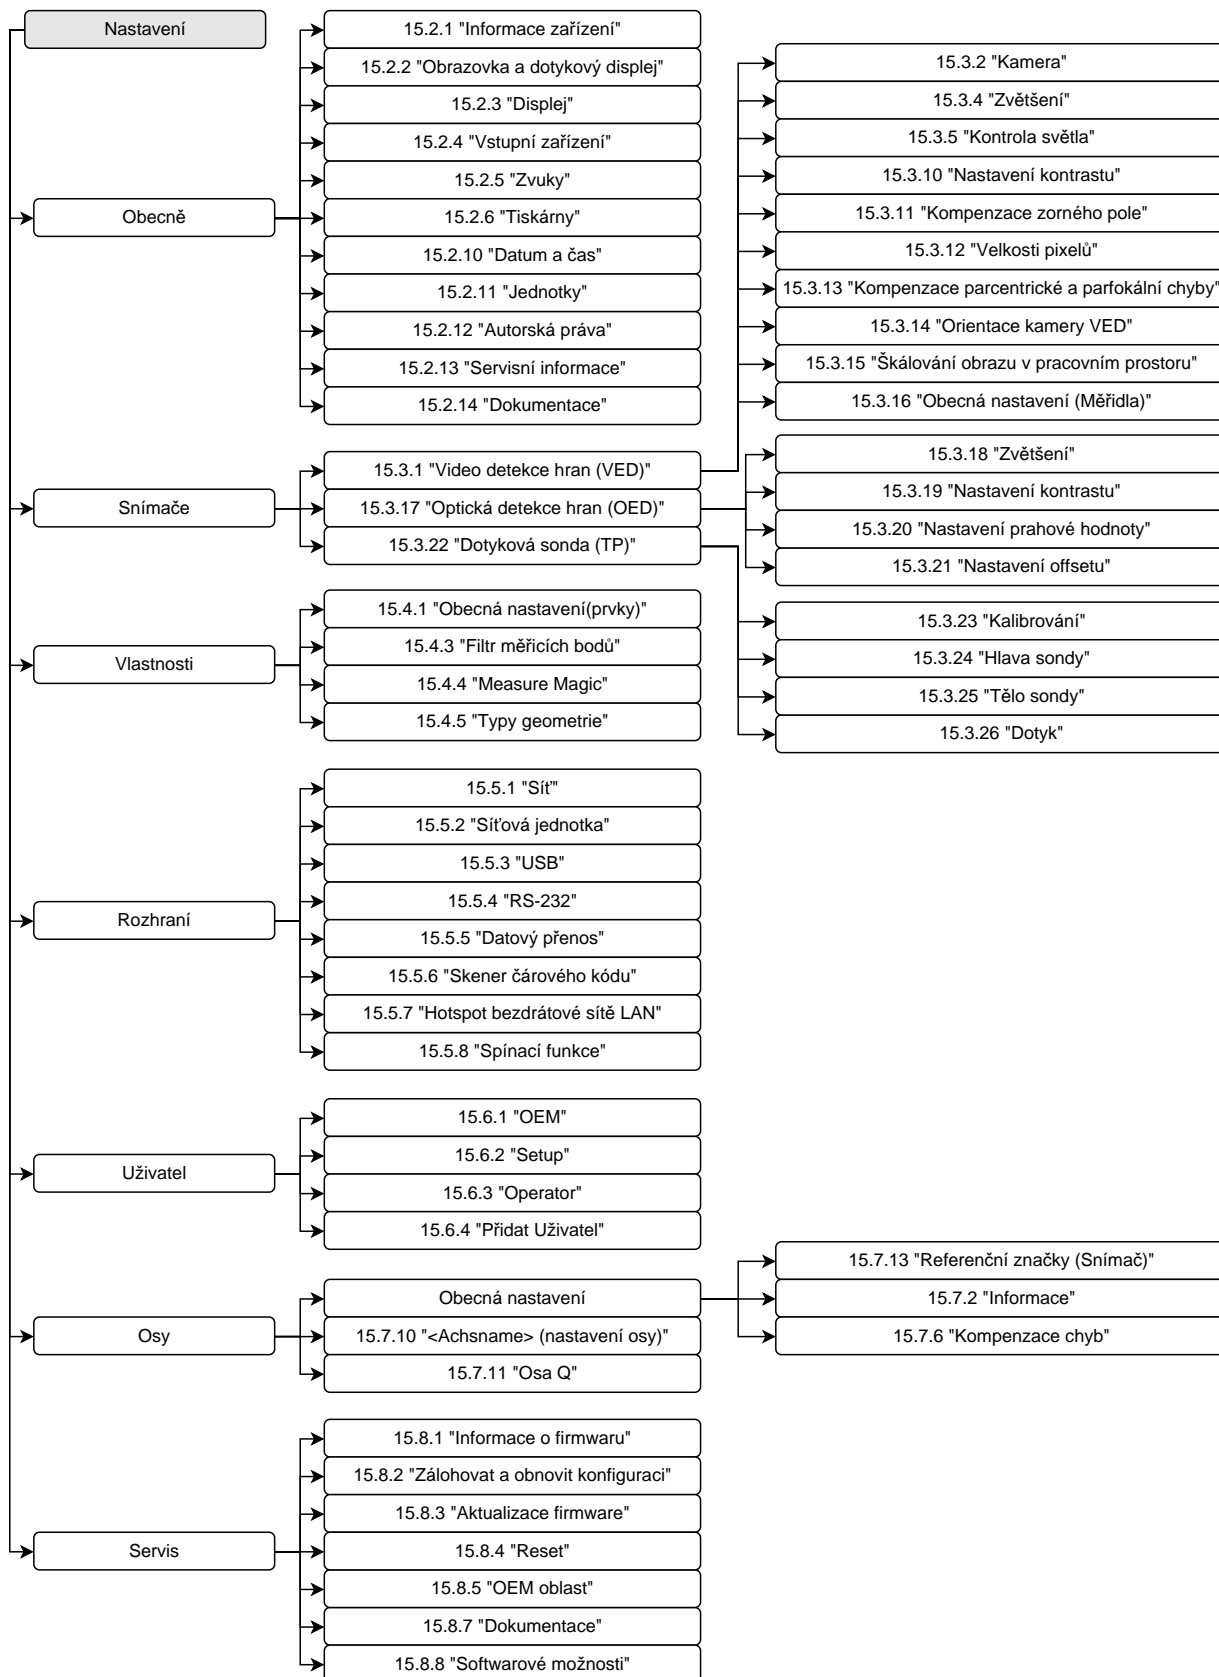 Nastavení
Obecně
15.2.1 "Informace zařízení"
15.2.2 "Obrazovka a dotykový displej"
15.2.3 "Displej"
15.2.4 "Vstupní zařízení"
15.2.5 "Zvuky"
15.2.6 "Tiskárny"
15.2.10 "Datum a čas"
15.2.11 "Jednotky"
15.2.12 "Autorská práva"
15.2.13 "Servisní informace"
15.2.14 "Dokumentace"
Snímače
15.3.1 "Video detekce hran (VED)"
15.3.17 "Optická detekce hran (OED)"
15.3.22 "Dotyková sonda (TP)"
15.3.2 "Kamera"
15.3.4 "Zvětšení"
15.3.5 "Kontrola světla"
15.3.10 "Nastavení kontrastu"
15.3.11 "Kompenzace zorného pole"
15.3.12 "Velkosti pixelů"
15.3.13 "Kompenzace parcentrické a parfokální chyby"
15.3.14 "Orientace kamery VED"
15.3.15 "Škálování obrazu v pracovním prostoru"
15.3.16 "Obecná nastavení (Měřidla)"
15.3.18 "Zvětšení"
15.3.19 "Nastavení kontrastu"
15.3.20 "Nastavení prahové hodnoty"
15.3.21 "Nastavení offsetu"
15.3.23 "Kalibrování"
15.3.24 "Hlava sondy"
15.3.25 "Tělo sondy"
15.3.26 "Dotyk"
Vlastnosti
15.4.1 "Obecná nastavení(prvky)"
15.4.3 "Filtr měřicích bodů"
15.4.4 "Measure Magic"
15.4.5 "Typy geometrie"
Rozhraní
15.5.1 "Síť"
15.5.2 "Síťová jednotka"
15.5.3 "USB"
15.5.4 "RS-232"
15.5.5 "Datový přenos"
15.5.6 "Skener čárového kódu"
15.5.7 "Hotspot bezdrátové sítě LAN"
15.5.8 "Spínací funkce"
Uživatel
15.6.1 "OEM"
15.6.2 "Setup"
15.6.3 "Operator"
15.6.4 "Přidat Uživatel"
Osy
Obecná nastavení
15.7.10 "<Achsname> (nastavení osy)"
15.7.11 "Osa Q"
15.7.13 "Referenční značky (Snímač)"
15.7.2 "Informace"
15.7.6 "Kompenzace chyb"
Servis
15.8.1 "Informace o firmwaru"
15.8.2 "Zálohovat a obnovit konfiguraci"
15.8.3 "Aktualizace firmware"
15.8.4 "Reset"
15.8.5 "OEM oblast"
15.8.7 "Dokumentace"
15.8.8 "Softwarové možnosti"